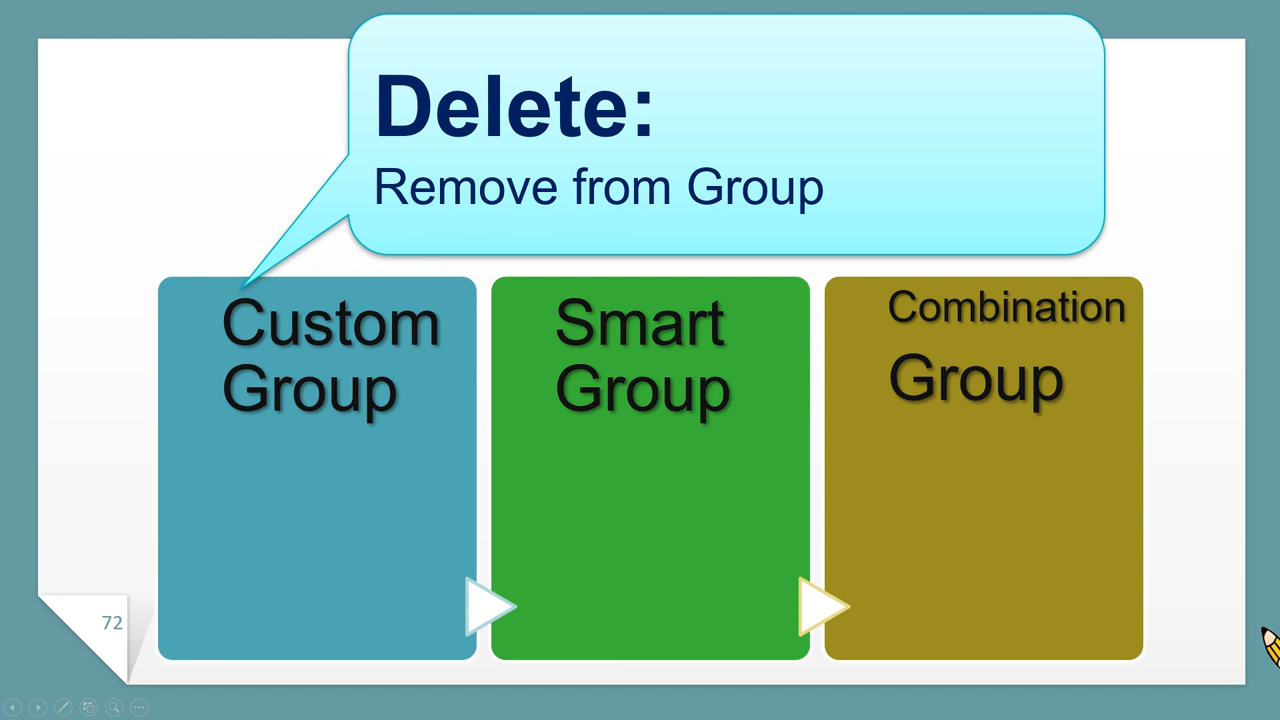 Delete:
Remove from Group
Custom
Group
Smart
Group
Combination
Group
72